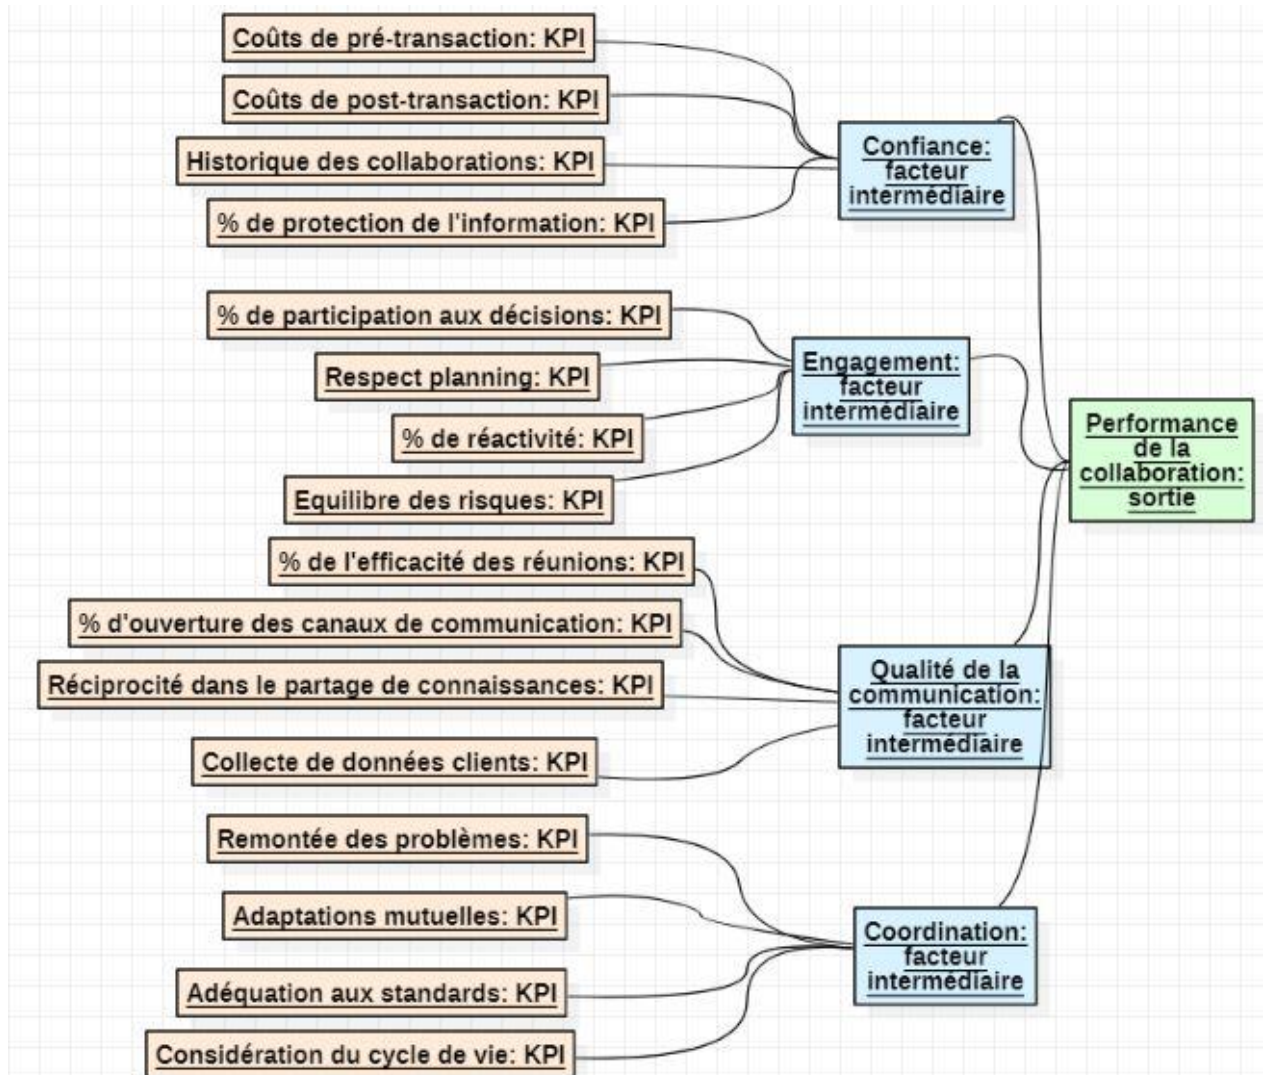 Coûts de pré-transaction: KPI
Coûts de post-transaction: KPI
Historique des collaborations: KPI
% de protection de l'information: KPI
Confiance:
facteur
intermédiaire
% de participation aux décisions: KPI
Respect planning: KPI
% de réactivité: KPI
Equilibre des risques: KPI
Engagement:
facteur
intermédiaire
Performance
de la
collaboration:
sortie
% de l'efficacité des réunions: KPI
% d'ouverture des canaux de communication: KPI
Réciprocité dans le partage de connaissances: KPI
Collecte de données clients: KPI
Qualité de la
communication:
facteur
intermédiaire
Remontée des problèmes: KPI
Adaptations mutuelles: KPI
Adéquation aux standards: KPI
Considération du cycle de vie: KPI
Coordination:
facteur
intermédiaire